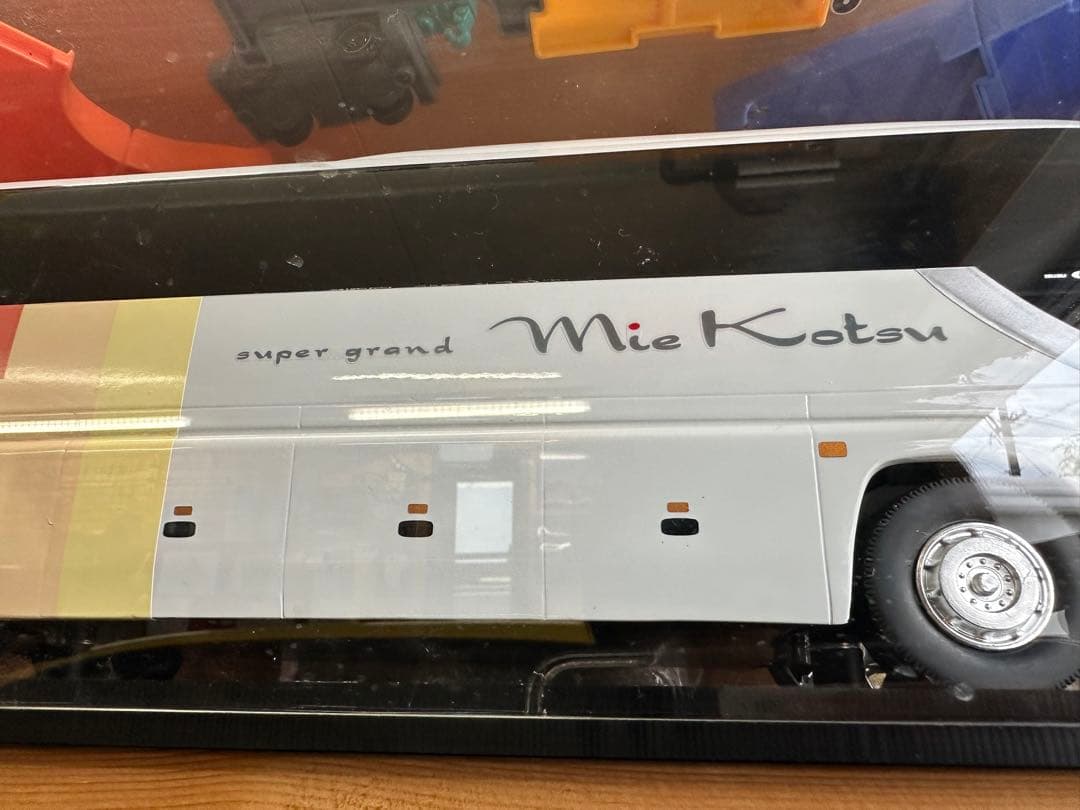 super grand Mie Kotsu